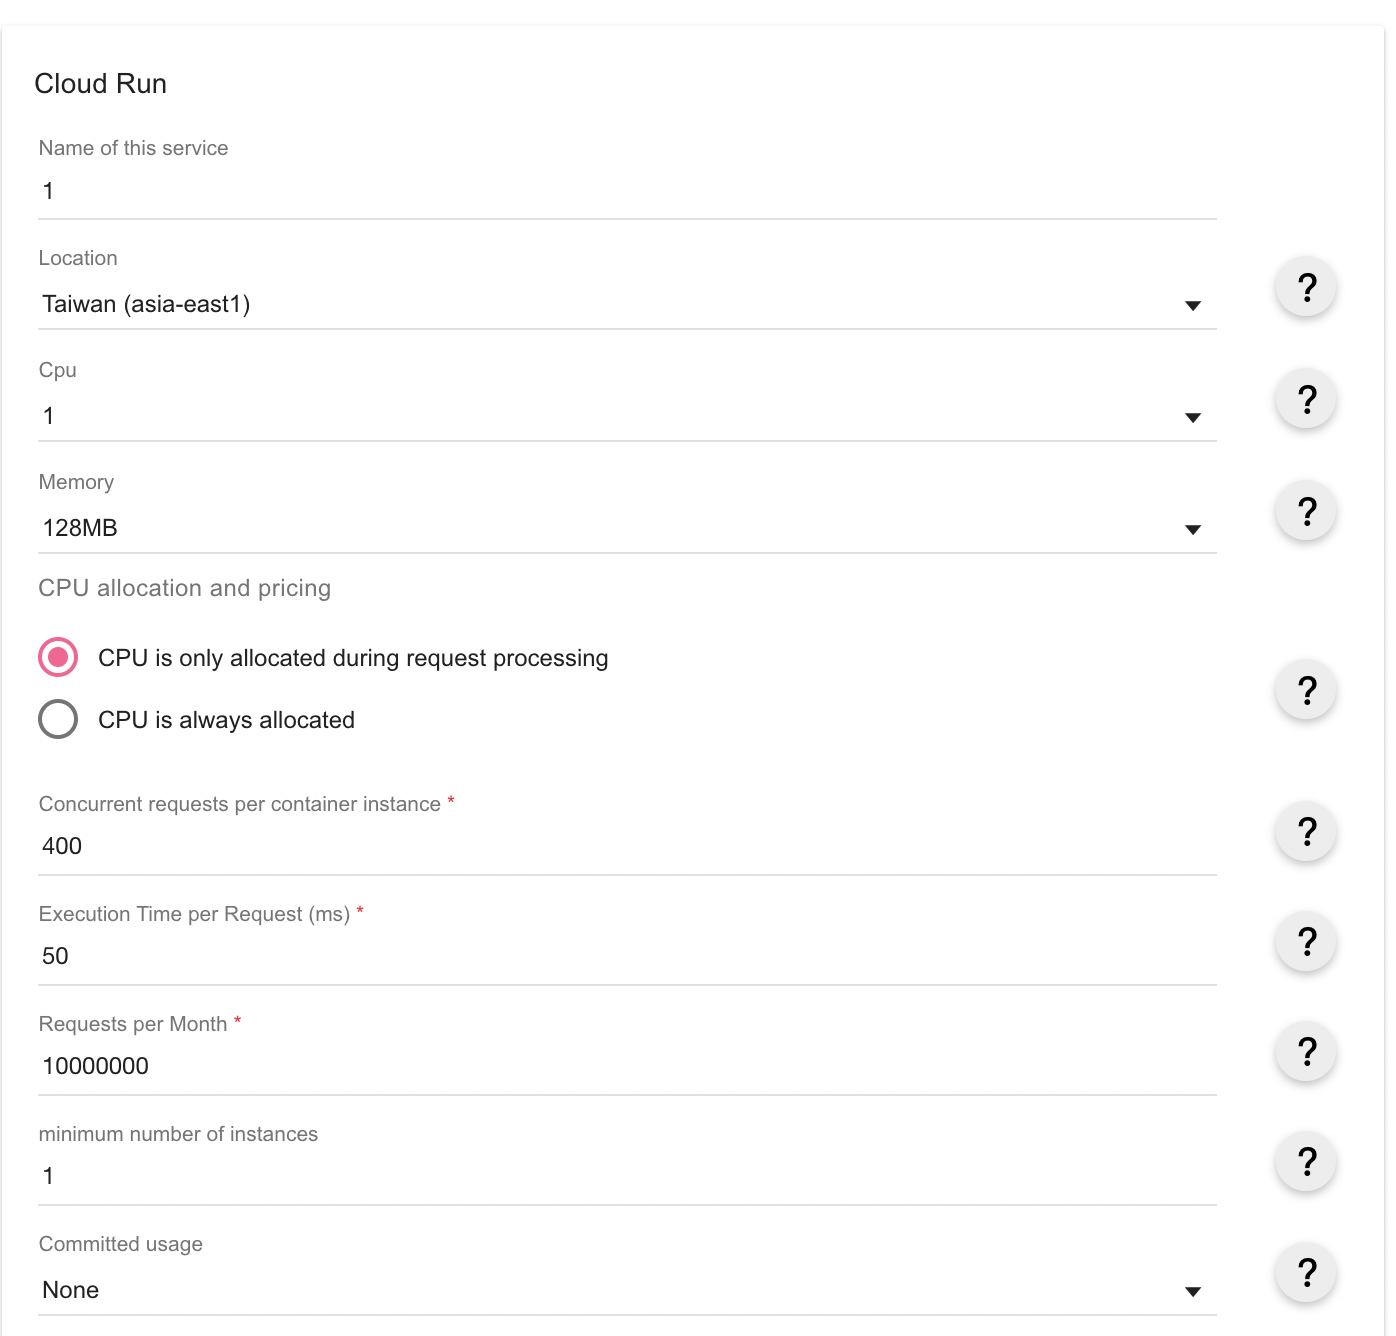 Cloud Run
Name of this service
1
Location
Taiwan (asia-east1)
?
Cpu
1
?
Memory
128MB
?
CPU allocation and pricing
CPU is only allocated during request processing
CPU is always allocated
?
Concurrent requests per container instance *
400
?
Execution Time per Request (ms) *
50
?
Requests per Month *
10000000
?
minimum number of instances
1
?
Committed usage
None
?